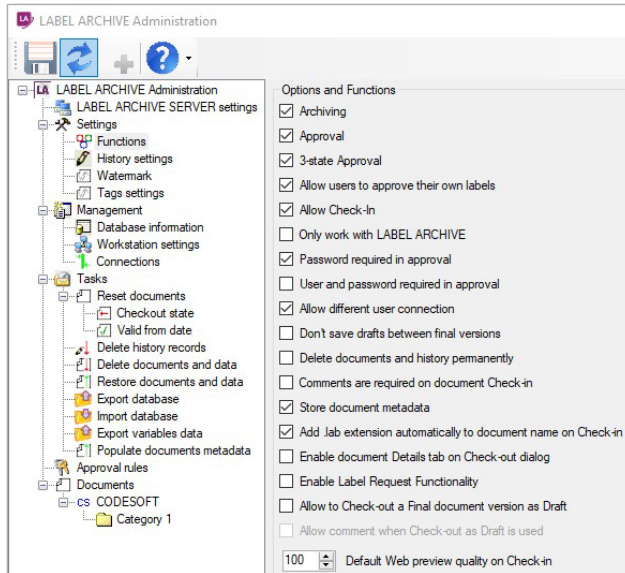 LABEL ARCHIVE Administration
LABEL ARCHIVE Administration
LABEL ARCHIVE SERVER settings
Settings
Functions
History settings
Watermark
Tags settings
Management
Database information
Workstation settings
Connections
Tasks
Reset documents
Checkout state
Valid from date
Delete history records
Delete documents and data
Restore documents and data
Export database
Import database
Export variables data
Populate documents metadata
Approval rules
Documents
CS CODESOFT
Category 1
Options and Functions
Archiving
Approval
3-state Approval
Allow users to approve their own labels
Allow Check-In
Only work with LABEL ARCHIVE
Password required in approval
User and password required in approval
Allow different user connection
Don't save drafts between final versions
Delete documents and history permanently
Comments are required on document Check-in
Store document metadata
Add .lab extension automatically to document name on Check-in
Enable document Details tab on Check-out dialog
Enable Label Request Functionality
Allow to Check-out a Final document version as Draft
Allow comment when Check-out as Draft is used
100 Default Web preview quality on Check-in